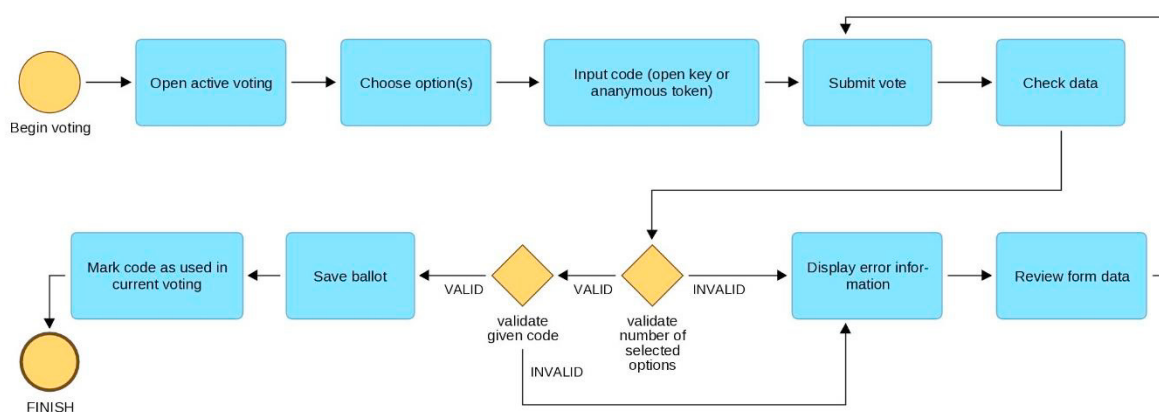 Begin voting
Open active voting
Choose option(s)
Input code (open key or
ananymous token)
Submit vote
Check data
Mark code as used in
current voting
Save ballot
VALID
validate
given code
VALID
validate
number of
selected
options
INVALID
Display error infor-
mation
Review form data
INVALID
FINISH